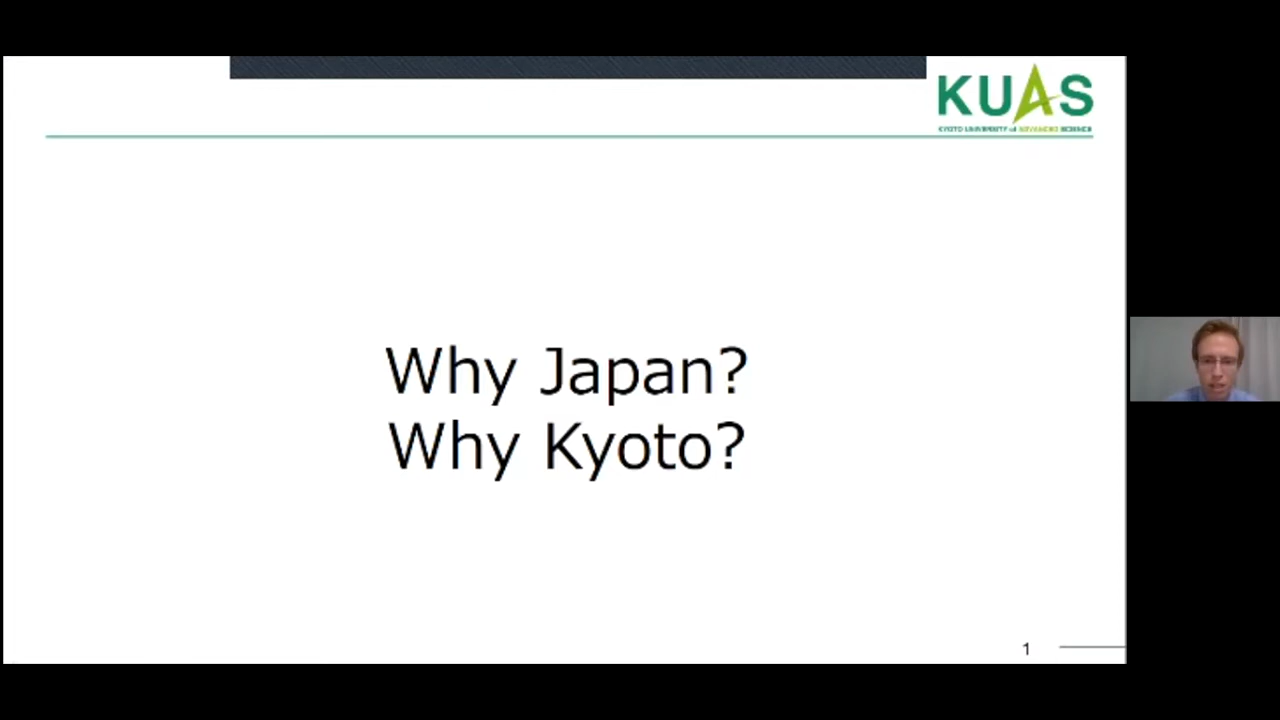 KUAS
KYOTO UNIVERSITY of ADVANCED SCIENCE
Why Japan?
Why Kyoto?
1